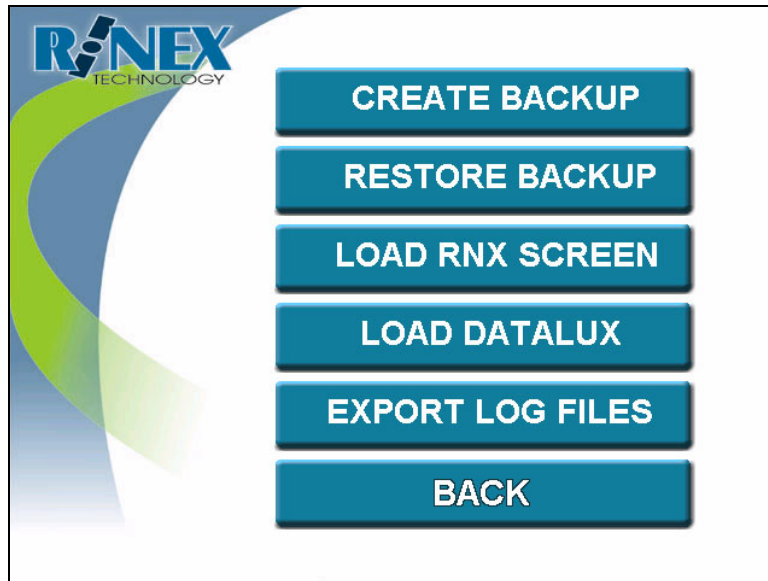 RINEX
TECHNOLOGY
CREATE BACKUP
RESTORE BACKUP
LOAD RNX SCREEN
LOAD DATALUX
EXPORT LOG FILES
BACK